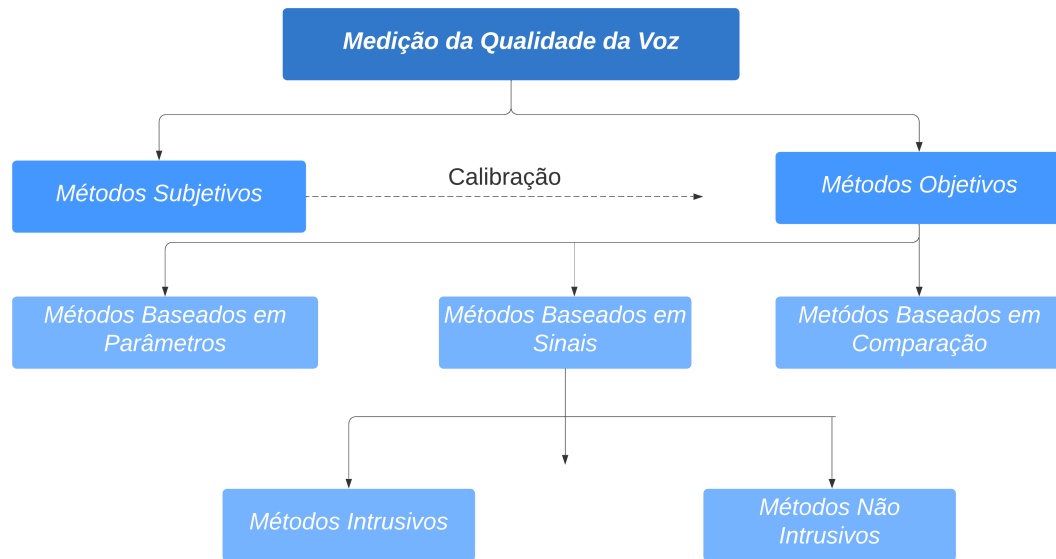 Medição da Qualidade da Voz
Métodos Subjetivos
Calibração
Métodos Objetivos
Métodos Baseados em
Parâmetros
Métodos Baseados em
Sinais
Metódos Baseados em
Comparação
Métodos Intrusivos
Métodos Não
Intrusivos